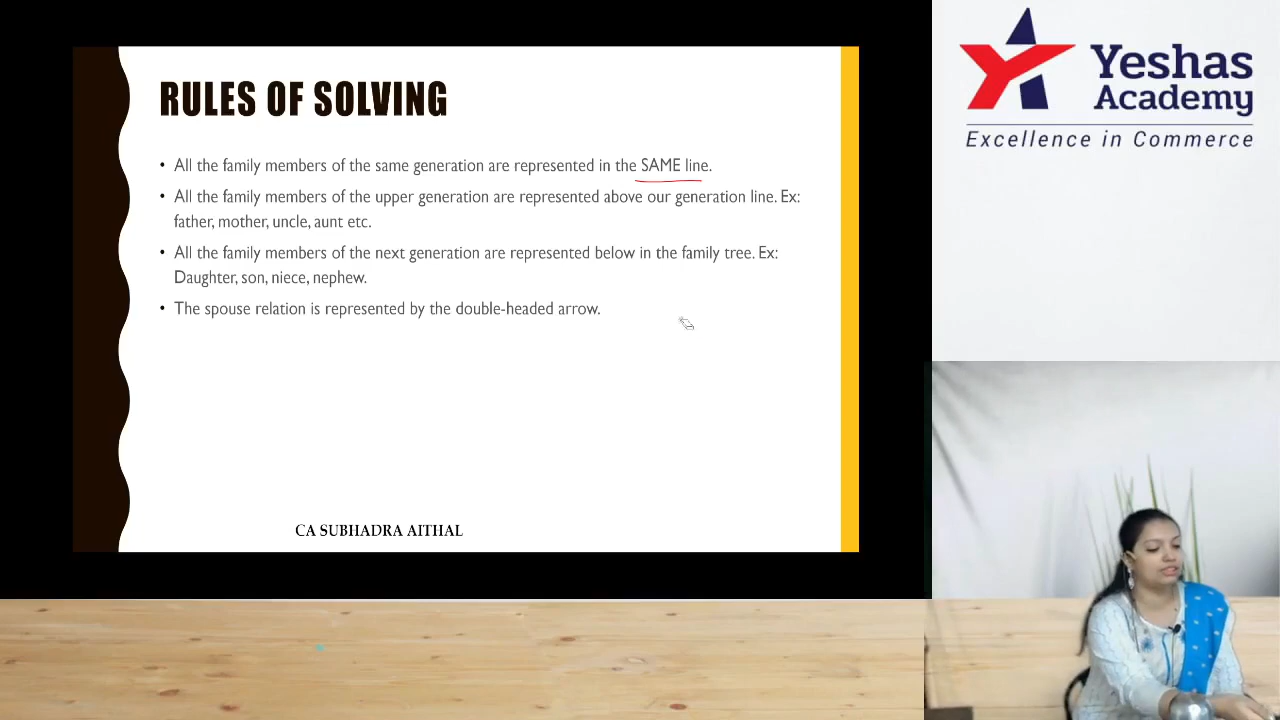 RULES OF SOLVING
• All the family members of the same generation are represented in the SAME line.
• All the family members of the upper generation are represented above our generation line. Ex:
father, mother, uncle, aunt etc.
• All the family members of the next generation are represented below in the family tree. Ex:
Daughter, son, niece, nephew.
• The spouse relation is represented by the double-headed arrow.
CA SUBHADRA AITHAL
Yeshas
Academy
Excellence in Commerce